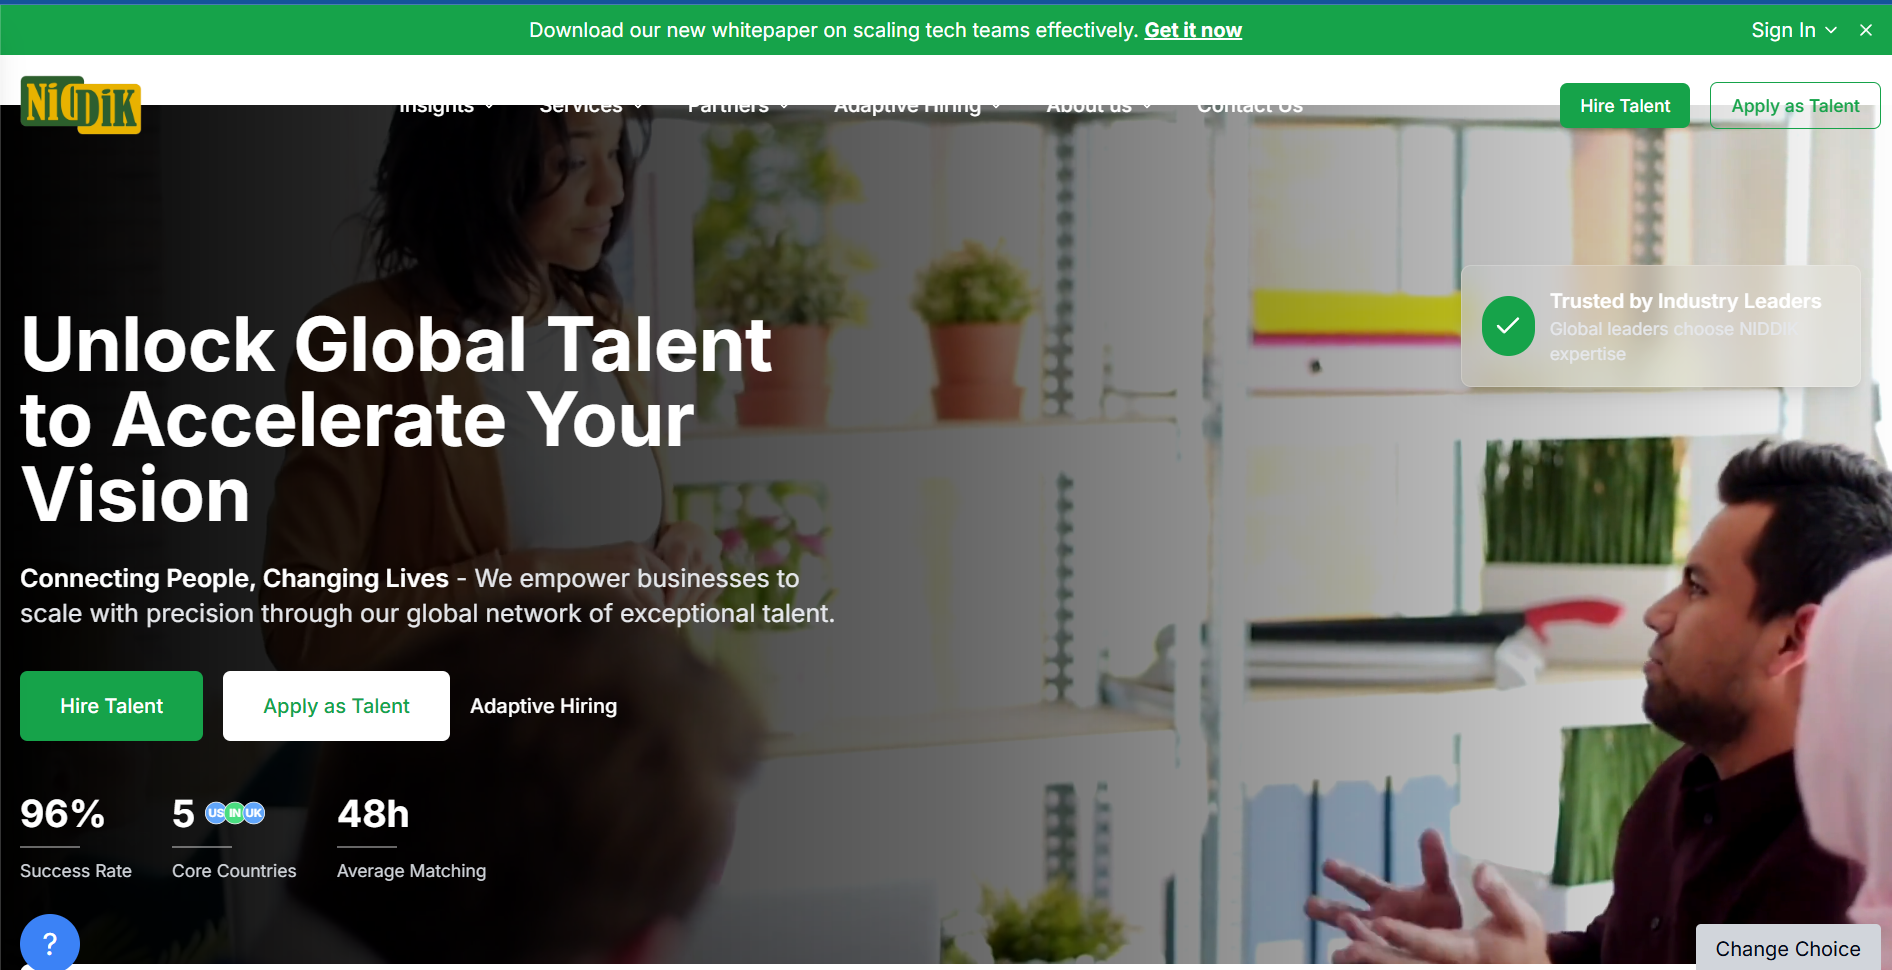 Download our new whitepaper on scaling tech teams effectively. Get it now
Sign In
NIDDIK
Insights
Services
Partners
Adaptive Hiring
About us
Contact Us
Hire Talent
Apply as Talent
Trusted by Industry Leaders
Global leaders choose NIDDIK
expertise
Unlock Global Talent
to Accelerate Your
Vision
Connecting People, Changing Lives - We empower businesses to
scale with precision through our global network of exceptional talent.
Hire Talent
Apply as Talent
Adaptive Hiring
96%
Success Rate
5 US IN UK
Core Countries
48h
Average Matching
?
Change Choice